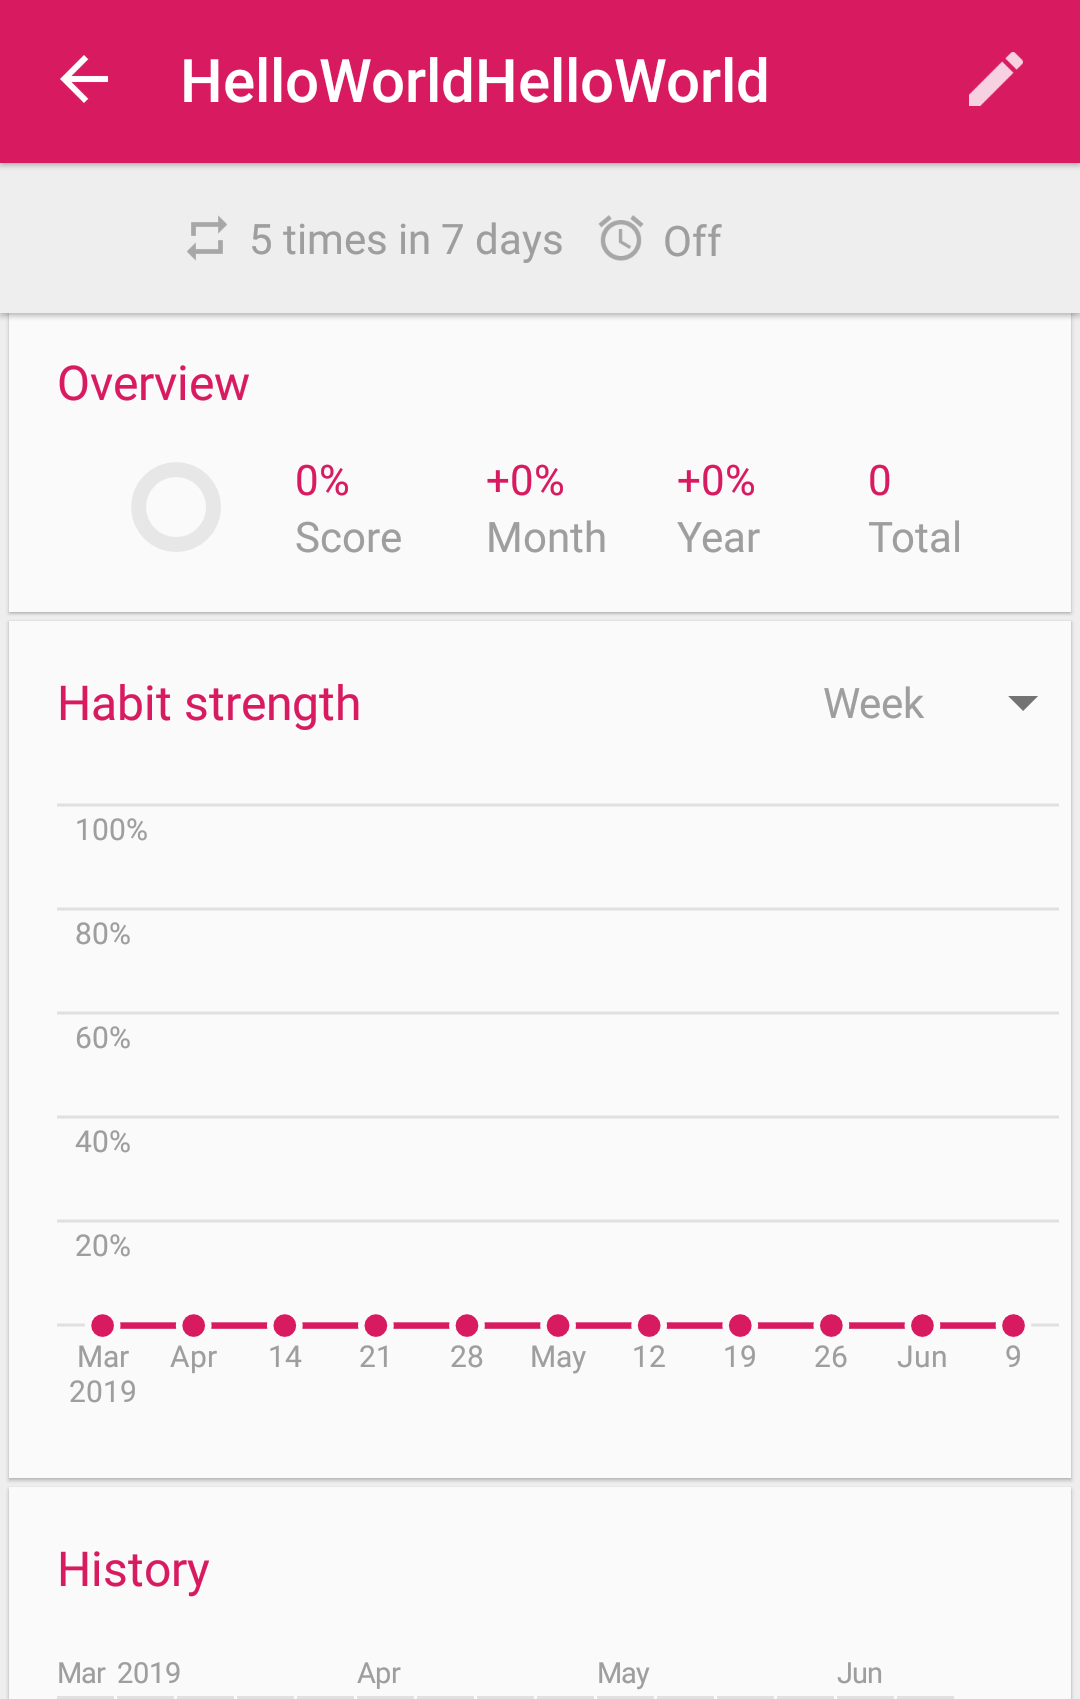 HelloWorldHelloWorld
5 times in 7 days Off
Overview
0% +0% +0% 0
Score Month Year Total
Habit strength Week
100%
80%
60%
40%
20%
Mar Apr 14 21 28 May 12 19 26 Jun 9
2019
History
Mar 2019 Apr May Jun